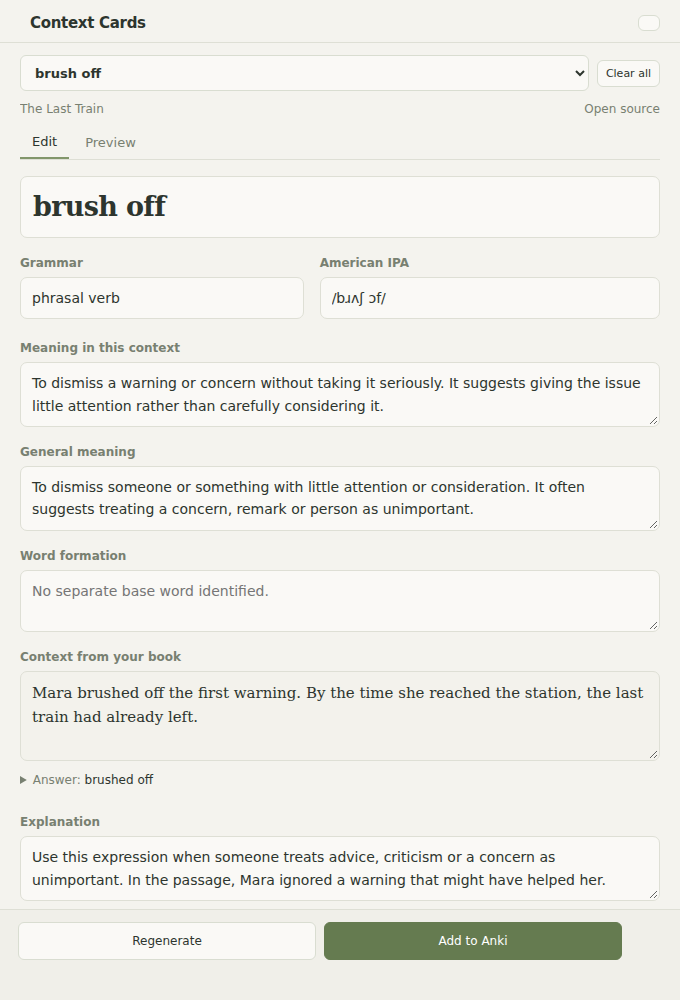 Context Cards
brush off
Clear all
The Last Train
Open source
Edit
Preview
brush off
Grammar
American IPA
phrasal verb
/bɹʌʃ ɔf/
Meaning in this context
To dismiss a warning or concern without taking it seriously. It suggests giving the issue
little attention rather than carefully considering it.
General meaning
To dismiss someone or something with little attention or consideration. It often
suggests treating a concern, remark or person as unimportant.
Word formation
No separate base word identified.
Context from your book
Mara brushed off the first warning. By the time she reached the station, the last
train had already left.
Answer: brushed off
Explanation
Use this expression when someone treats advice, criticism or a concern as
unimportant. In the passage, Mara ignored a warning that might have helped her.
Regenerate
Add to Anki